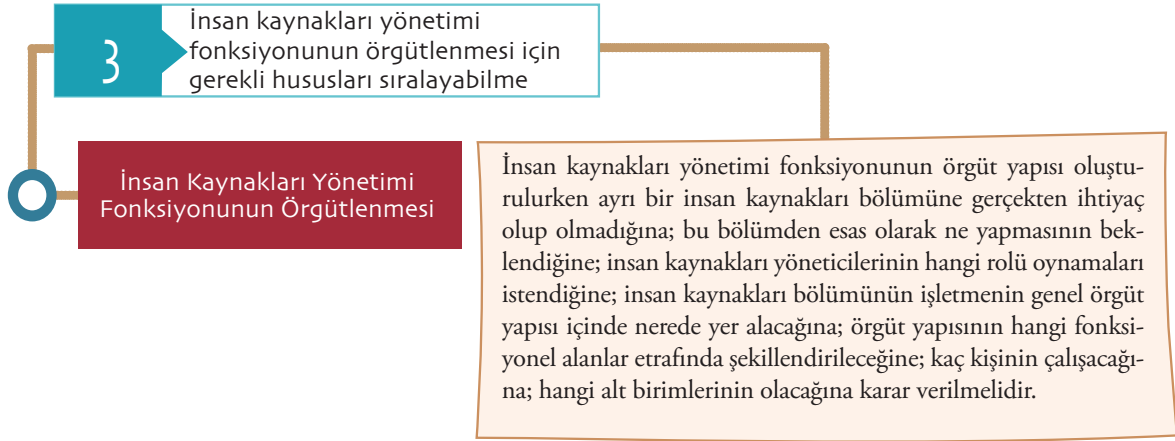 3
İnsan kaynakları yönetimi
fonksiyonunun örgütlenmesi için
gerekli hususları sıralayabilme
İnsan Kaynakları Yönetimi
Fonksiyonunun Örgütlenmesi
İnsan kaynakları yönetimi fonksiyonunun örgüt yapısı oluştu-
rulurken ayrı bir insan kaynakları bölümüne gerçekten ihtiyaç
olup olmadığına; bu bölümden esas olarak ne yapmasının bek-
lendiğine; insan kaynakları yöneticilerinin hangi rolü oynamaları
istendiğine; insan kaynakları bölümünün işletmenin genel örgüt
yapısı içinde nerede yer alacağına; örgüt yapısının hangi fonksi-
yonel alanlar etrafında şekillendirileceğine; kaç kişinin çalışacağı-
na; hangi alt birimlerinin olacağına karar verilmelidir.